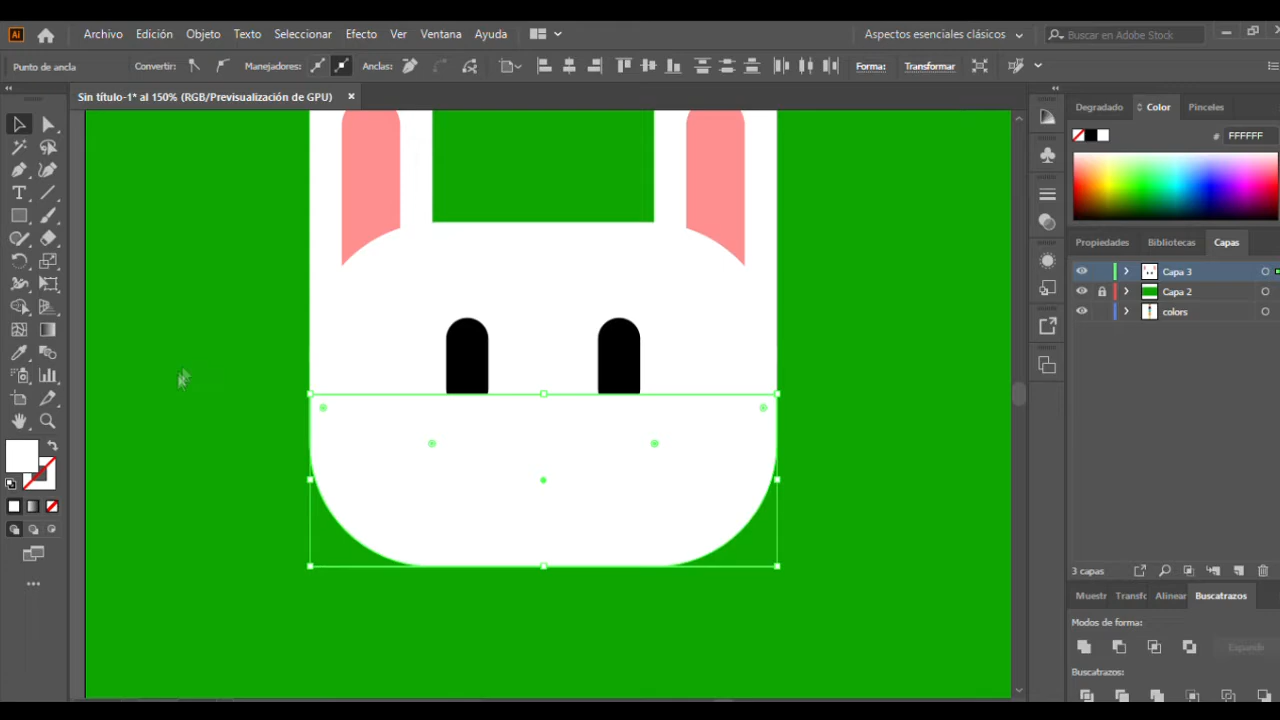 Ai Archivo Edición Objeto Texto Seleccionar Efecto Ver Ventana Ayuda Aspectos esenciales clásicos Buscar en Adobe Stock
Punto de ancla Convertir: Manejadores: Anclas: Forma: Transformar
Sin título-1* al 150% (RGB/Previsualización de GPU)
Degradado Color Pinceles
# FFFFFF
Propiedades Bibliotecas Capas
Capa 3
Capa 2
colors
3 capas
Muestr Transfo Alinear Buscatrazos
Modos de forma:
Expandir
Buscatrazos: